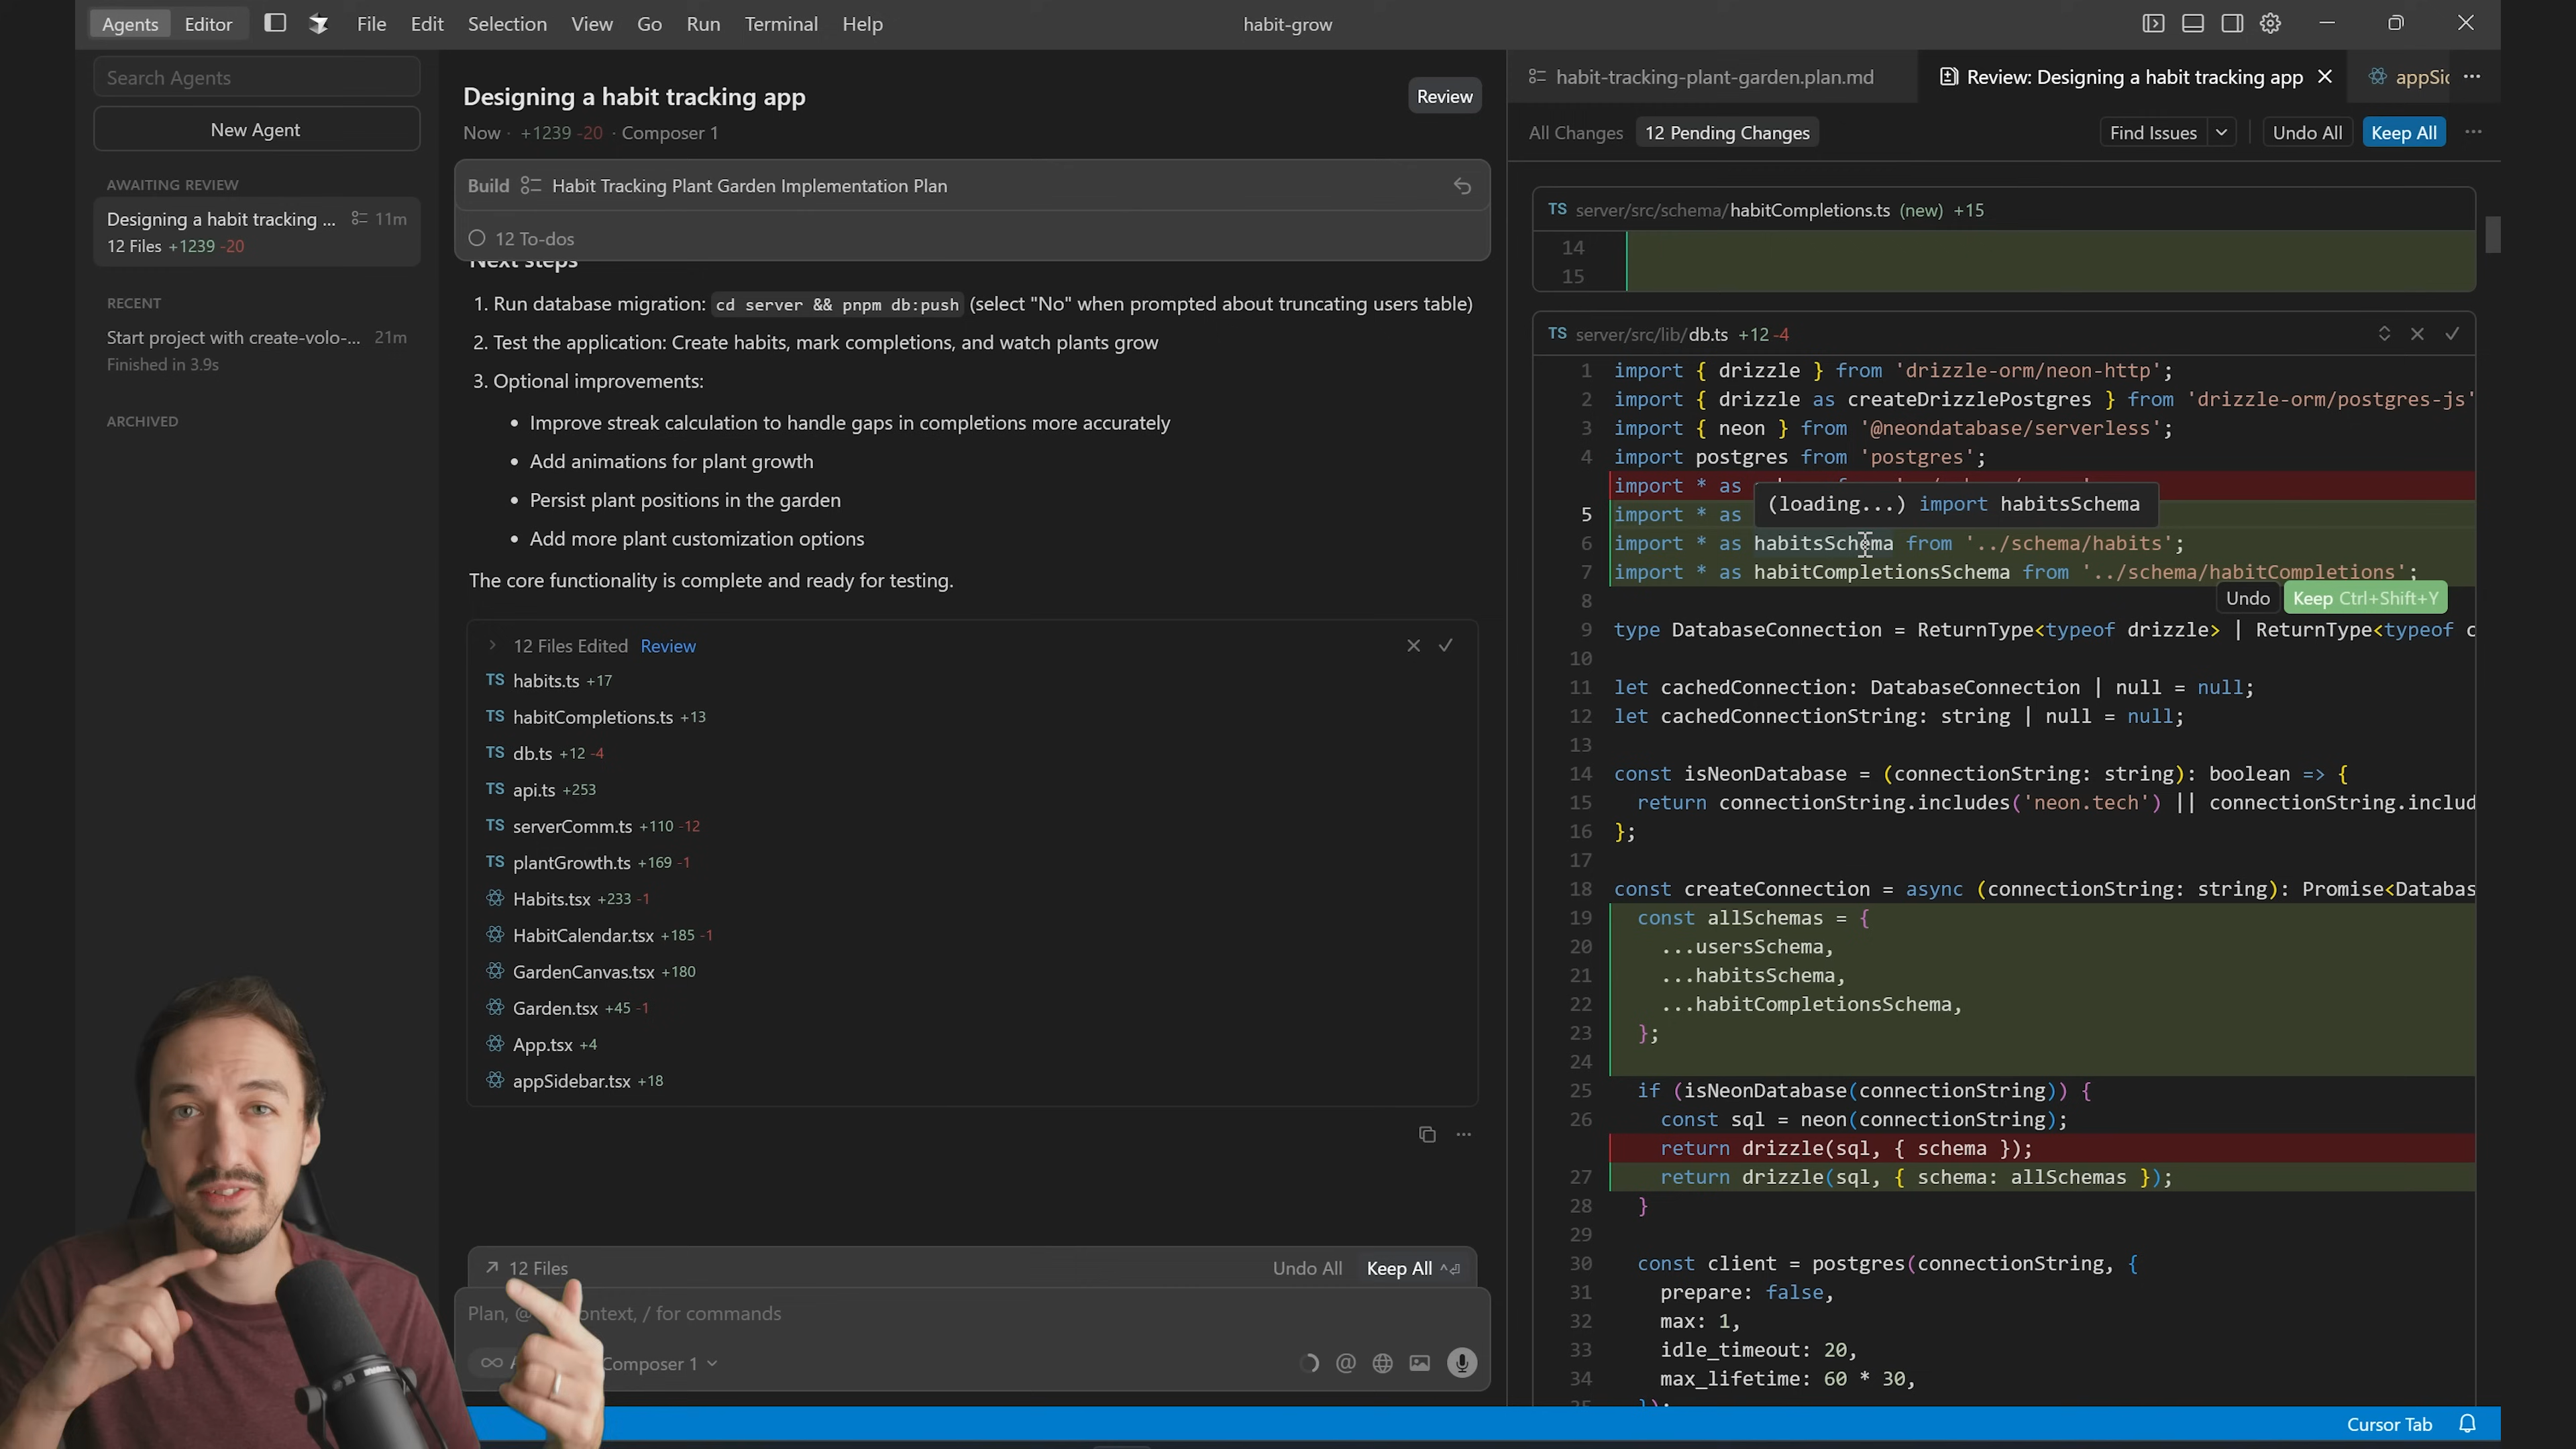 Agents Editor File Edit Selection View Go Run Terminal Help
habit-grow
Search Agents
New Agent
AWAITING REVIEW
Designing a habit tracking ... 11m
12 Files +1239 -20
RECENT
Start project with create-volo-... 21m
Finished in 3.9s
ARCHIVED
Designing a habit tracking app
Review
Now · +1239 -20 · Composer 1
Build Habit Tracking Plant Garden Implementation Plan
12 To-dos
Next steps
1. Run database migration: cd server && pnpm db:push (select "No" when prompted about truncating users table)
2. Test the application: Create habits, mark completions, and watch plants grow
3. Optional improvements:
• Improve streak calculation to handle gaps in completions more accurately
• Add animations for plant growth
• Persist plant positions in the garden
• Add more plant customization options
The core functionality is complete and ready for testing.
12 Files Edited Review
TS habits.ts +17
TS habitCompletions.ts +13
TS db.ts +12 -4
TS api.ts +253
TS serverComm.ts +110 -12
TS plantGrowth.ts +169 -1
Habits.tsx +233 -1
HabitCalendar.tsx +185 -1
GardenCanvas.tsx +180
Garden.tsx +45 -1
App.tsx +4
appSidebar.tsx +18
12 Files Undo All Keep All
Plan, @ ontext, / for commands
Composer 1
habit-tracking-plant-garden.plan.md
Review: Designing a habit tracking app
appSic
All Changes 12 Pending Changes Find Issues Undo All Keep All
TS server/src/schema/habitCompletions.ts (new) +15
14
15
TS server/src/lib/db.ts +12 -4
1 import { drizzle } from 'drizzle-orm/neon-http';
2 import { drizzle as createDrizzlePostgres } from 'drizzle-orm/postgres-js'
3 import { neon } from '@neondatabase/serverless';
4 import postgres from 'postgres';
import * as
(loading...) import habitsSchema
5 import * as
6 import * as habitsSchema from '../schema/habits';
7 import * as habitCompletionsSchema from '../schema/habitCompletions';
Undo Keep Ctrl+Shift+Y
8
9 type DatabaseConnection = ReturnType<typeof drizzle> | ReturnType<typeof c
10
11 let cachedConnection: DatabaseConnection | null = null;
12 let cachedConnectionString: string | null = null;
13
14 const isNeonDatabase = (connectionString: string): boolean => {
15 return connectionString.includes('neon.tech') || connectionString.includ
16 };
17
18 const createConnection = async (connectionString: string): Promise<Databas
19 const allSchemas = {
20 ...usersSchema,
21 ...habitsSchema,
22 ...habitCompletionsSchema,
23 };
24
25 if (isNeonDatabase(connectionString)) {
26 const sql = neon(connectionString);
return drizzle(sql, { schema });
27 return drizzle(sql, { schema: allSchemas });
28 }
29
30 const client = postgres(connectionString, {
31 prepare: false,
32 max: 1,
33 idle_timeout: 20,
34 max_lifetime: 60 * 30,
35 });
Cursor Tab